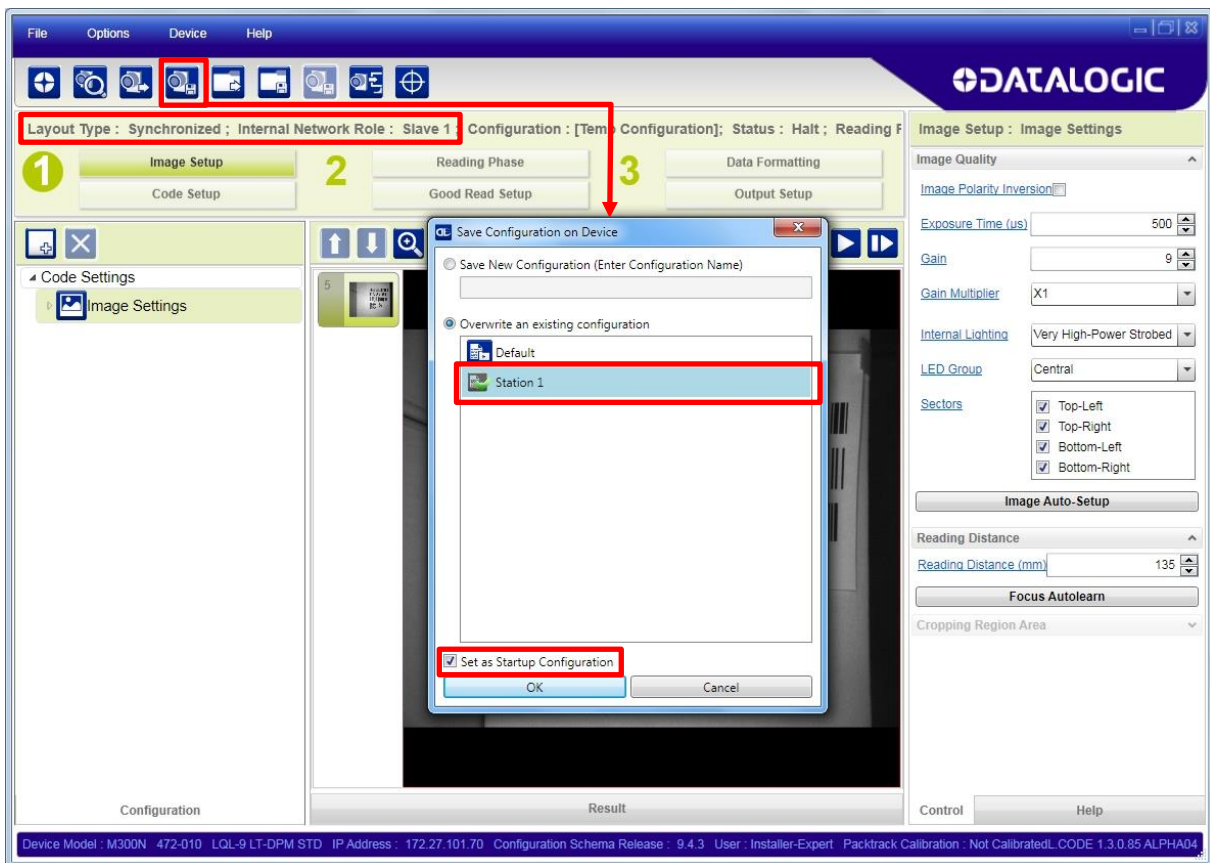 File Options Device Help
DATALOGIC
Layout Type : Synchronized ; Internal Network Role : Slave 1 ; Configuration : [Temp Configuration]; Status : Halt ; Reading
1 Image Setup 2 Reading Phase 3 Data Formatting
Code Setup Good Read Setup Output Setup
Code Settings
Image Settings
5
Save Configuration on Device
Save New Configuration (Enter Configuration Name)
Overwrite an existing configuration
Default
Station 1
Set as Startup Configuration
OK Cancel
Configuration
Result
Image Setup : Image Settings
Image Quality
Image Polarity Inversion
Exposure Time (us) 500
Gain 9
Gain Multiplier X1
Internal Lighting Very High-Power Strobed
LED Group Central
Sectors Top-Left
Top-Right
Bottom-Left
Bottom-Right
Image Auto-Setup
Reading Distance
Reading Distance (mm) 135
Focus Autolearn
Cropping Region Area
Control Help
Device Model : M300N 472-010 LQL-9 LT-DPM STD IP Address : 172.27.101.70 Configuration Schema Release : 9.4.3 User : Installer-Expert Packtrack Calibration : Not CalibratedL.CODE 1.3.0.85 ALPHA04